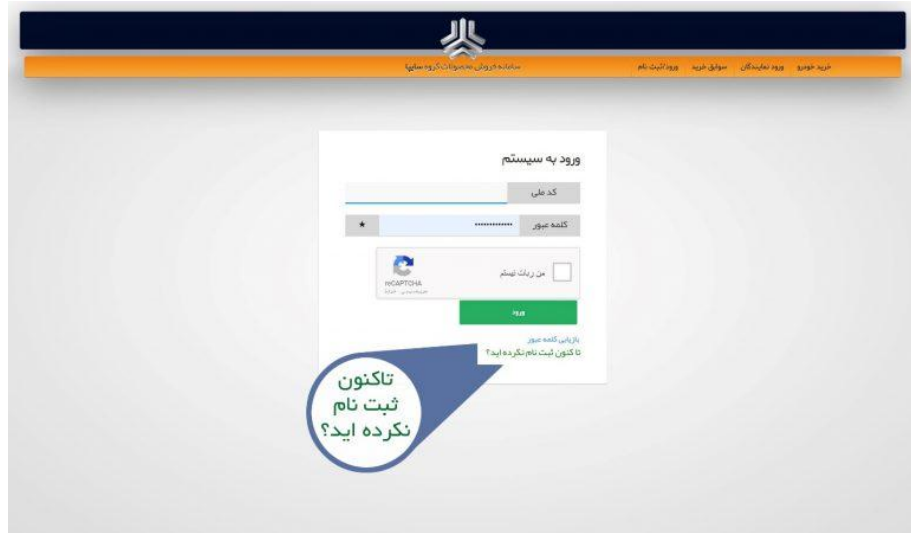 سامانه فروش محصولات گروه سایپا
خرید خودرو ورود نمایندگان سوابق خرید ورود/ثبت نام
ورود به سیستم
کد ملی
کلمه عبور
من ربات نیستم
reCAPTCHA
ورود
بازیابی کلمه عبور
تا کنون ثبت نام نکرده اید؟
تاکنون
ثبت نام
نکرده اید؟